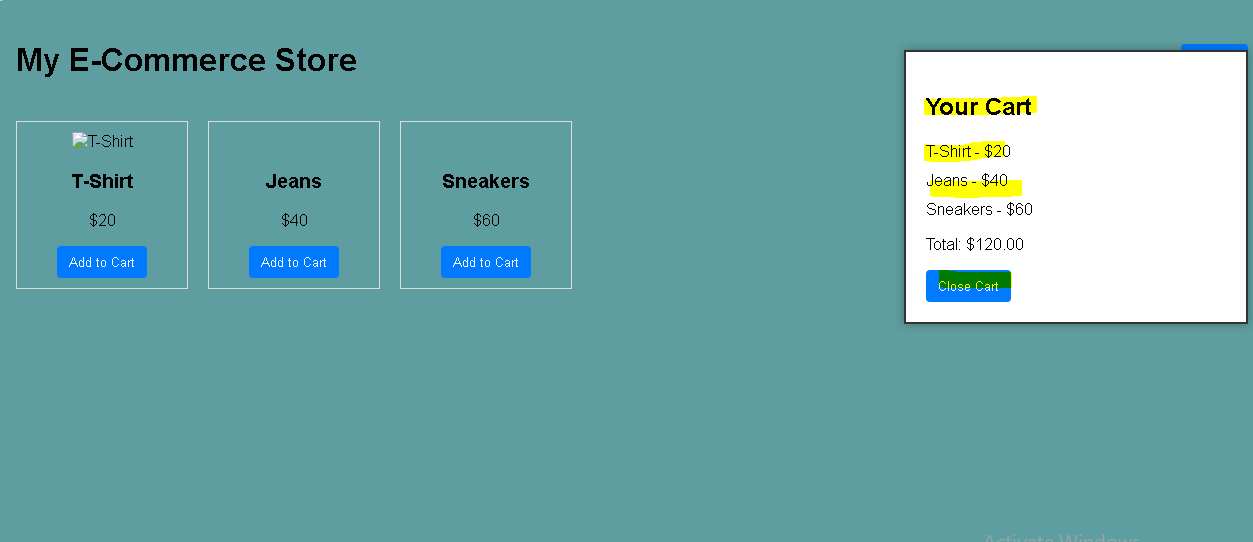 My E-Commerce Store
T-Shirt
T-Shirt
$20
Add to Cart
Jeans
$40
Add to Cart
Sneakers
$60
Add to Cart
Your Cart
T-Shirt - $20
Jeans - $40
Sneakers - $60
Total: $120.00
Close Cart
Activate Windows